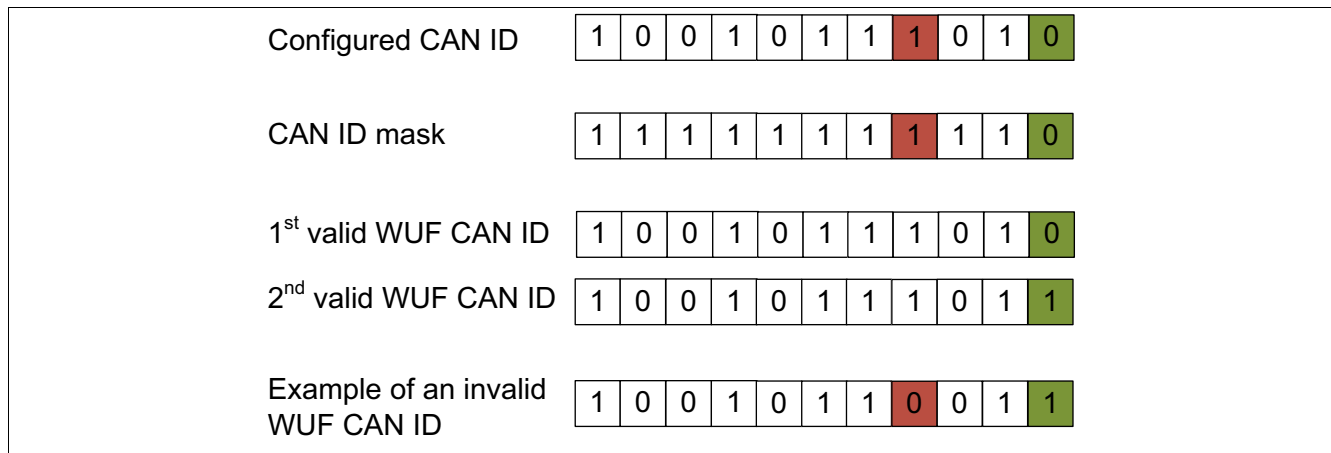 Configured CAN ID 1 0 0 1 0 1 1 1 0 1 0
CAN ID mask 1 1 1 1 1 1 1 1 1 1 0
1st valid WUF CAN ID 1 0 0 1 0 1 1 1 0 1 0
2nd valid WUF CAN ID 1 0 0 1 0 1 1 1 0 1 1
Example of an invalid
WUF CAN ID 1 0 0 1 0 1 1 0 0 1 1